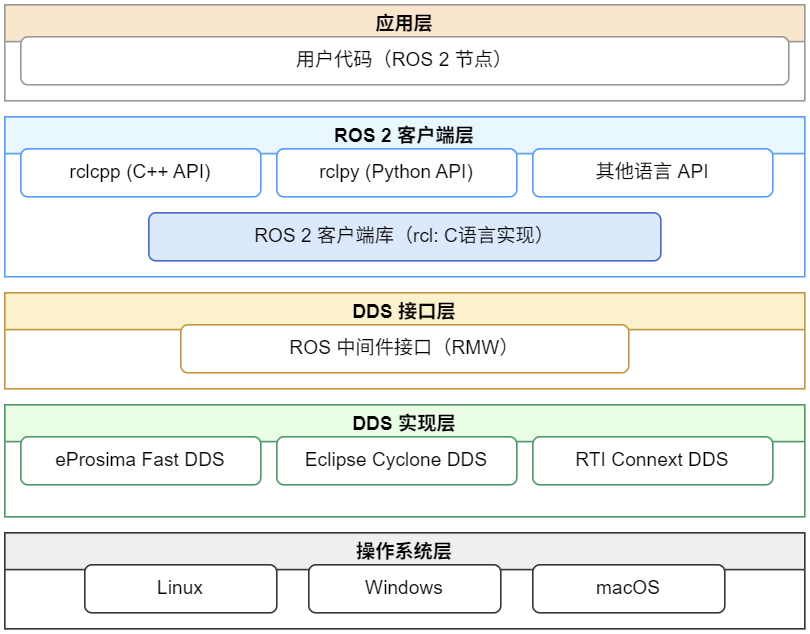 应用层
用户代码（ROS 2 节点）
ROS 2 客户端层
rclcpp (C++ API)
rclpy (Python API)
其他语言 API
ROS 2 客户端库（rcl: C语言实现）
DDS 接口层
ROS 中间件接口（RMW）
DDS 实现层
eProsima Fast DDS
Eclipse Cyclone DDS
RTI Connext DDS
操作系统层
Linux
Windows
macOS